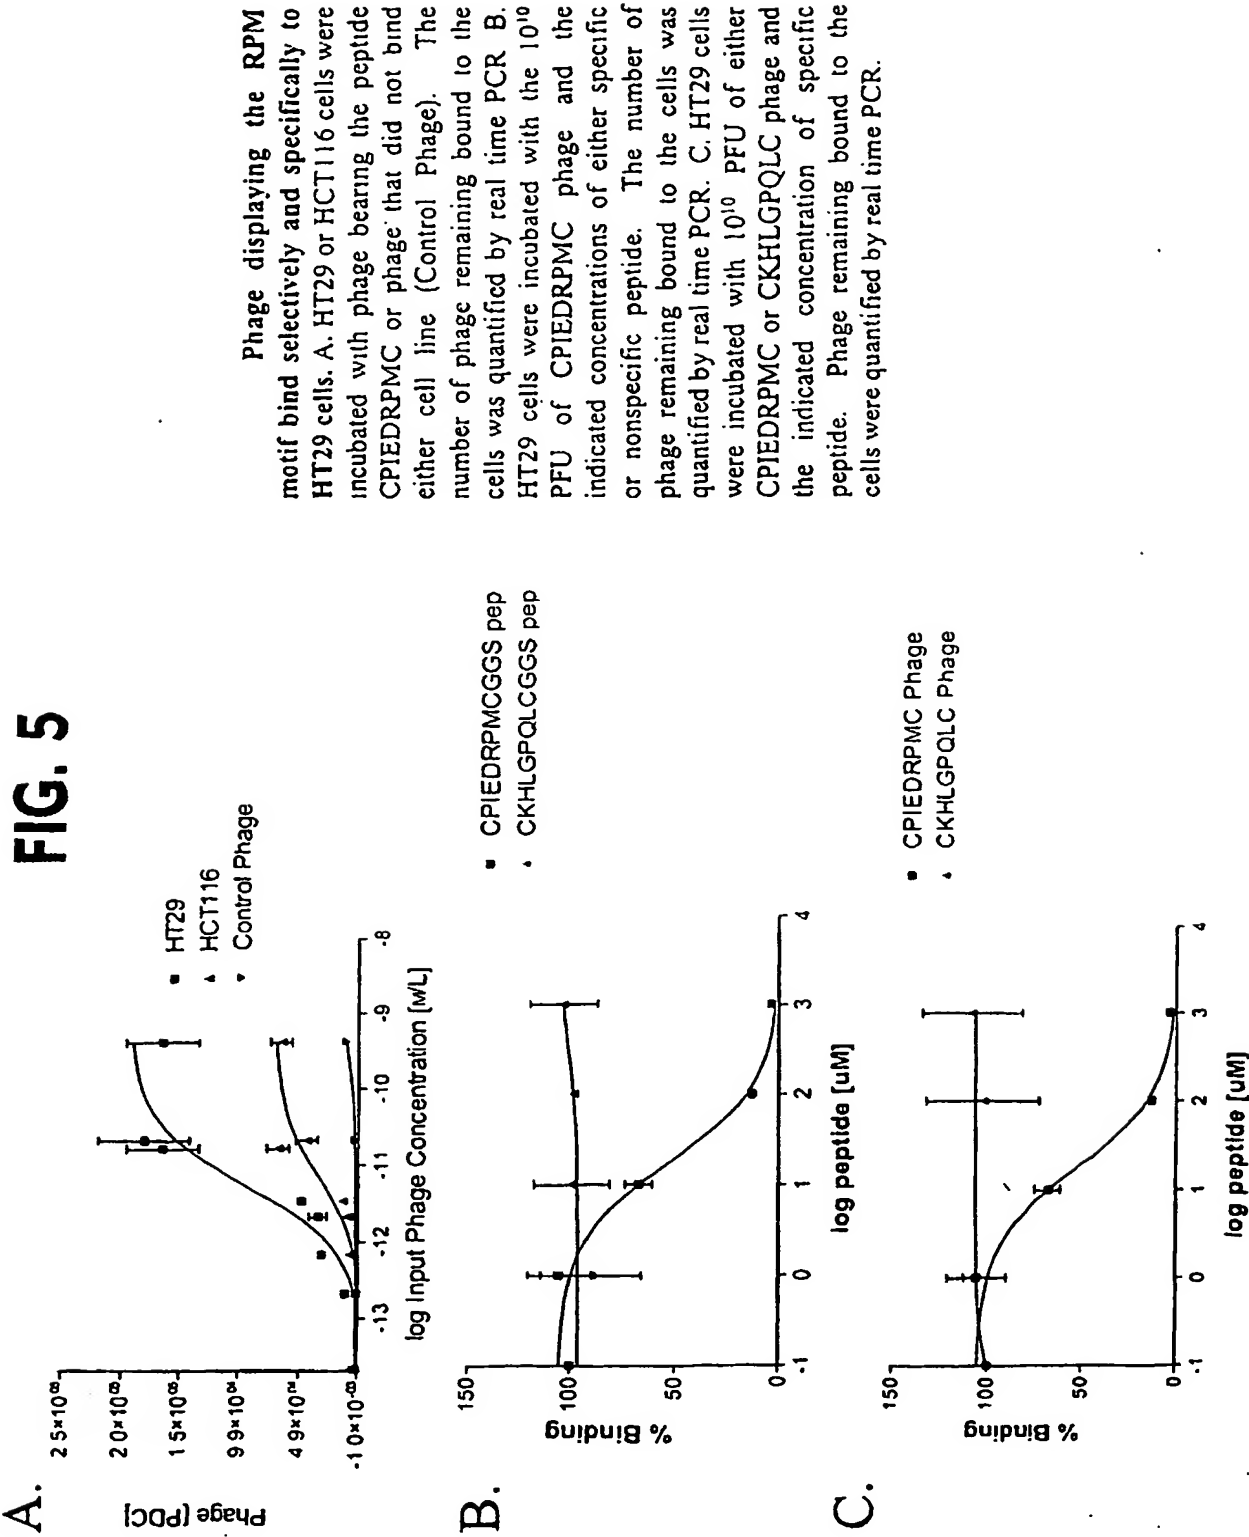 FIG. 5
A.
Phage [PDC]
2 5×10⁰⁵
2 0×10⁰⁵
1 5×10⁰⁵
9 9×10⁰⁴
4 9×10⁰⁴
-1 0×10⁻⁰³
-13
-12
-11
-10
-9
-8
log Input Phage Concentration [M/L]
HT29
HCT116
Control Phage
B.
% Binding
150
100
50
0
-1
0
1
2
3
4
log peptide [uM]
CPIEDRPMCGGS pep
CKHLGPQLCGGS pep
C.
% Binding
150
100
50
0
-1
0
1
2
3
4
log peptide [uM]
CPIEDRPMC Phage
CKHLGPQLC Phage
Phage displaying the RPM
motif bind selectively and specifically to
HT29 cells. A. HT29 or HCT116 cells were
incubated with phage bearing the peptide
CPIEDRPMC or phage that did not bind
either cell line (Control Phage). The
number of phage remaining bound to the
cells was quantified by real time PCR B.
HT29 cells were incubated with the 10¹⁰
PFU of CPIEDRPMC phage and the
indicated concentrations of either specific
or nonspecific peptide. The number of
phage remaining bound to the cells was
quantified by real time PCR. C. HT29 cells
were incubated with 10¹⁰ PFU of either
CPIEDRPMC or CKHLGPQLC phage and
the indicated concentration of specific
peptide. Phage remaining bound to the
cells were quantified by real time PCR.